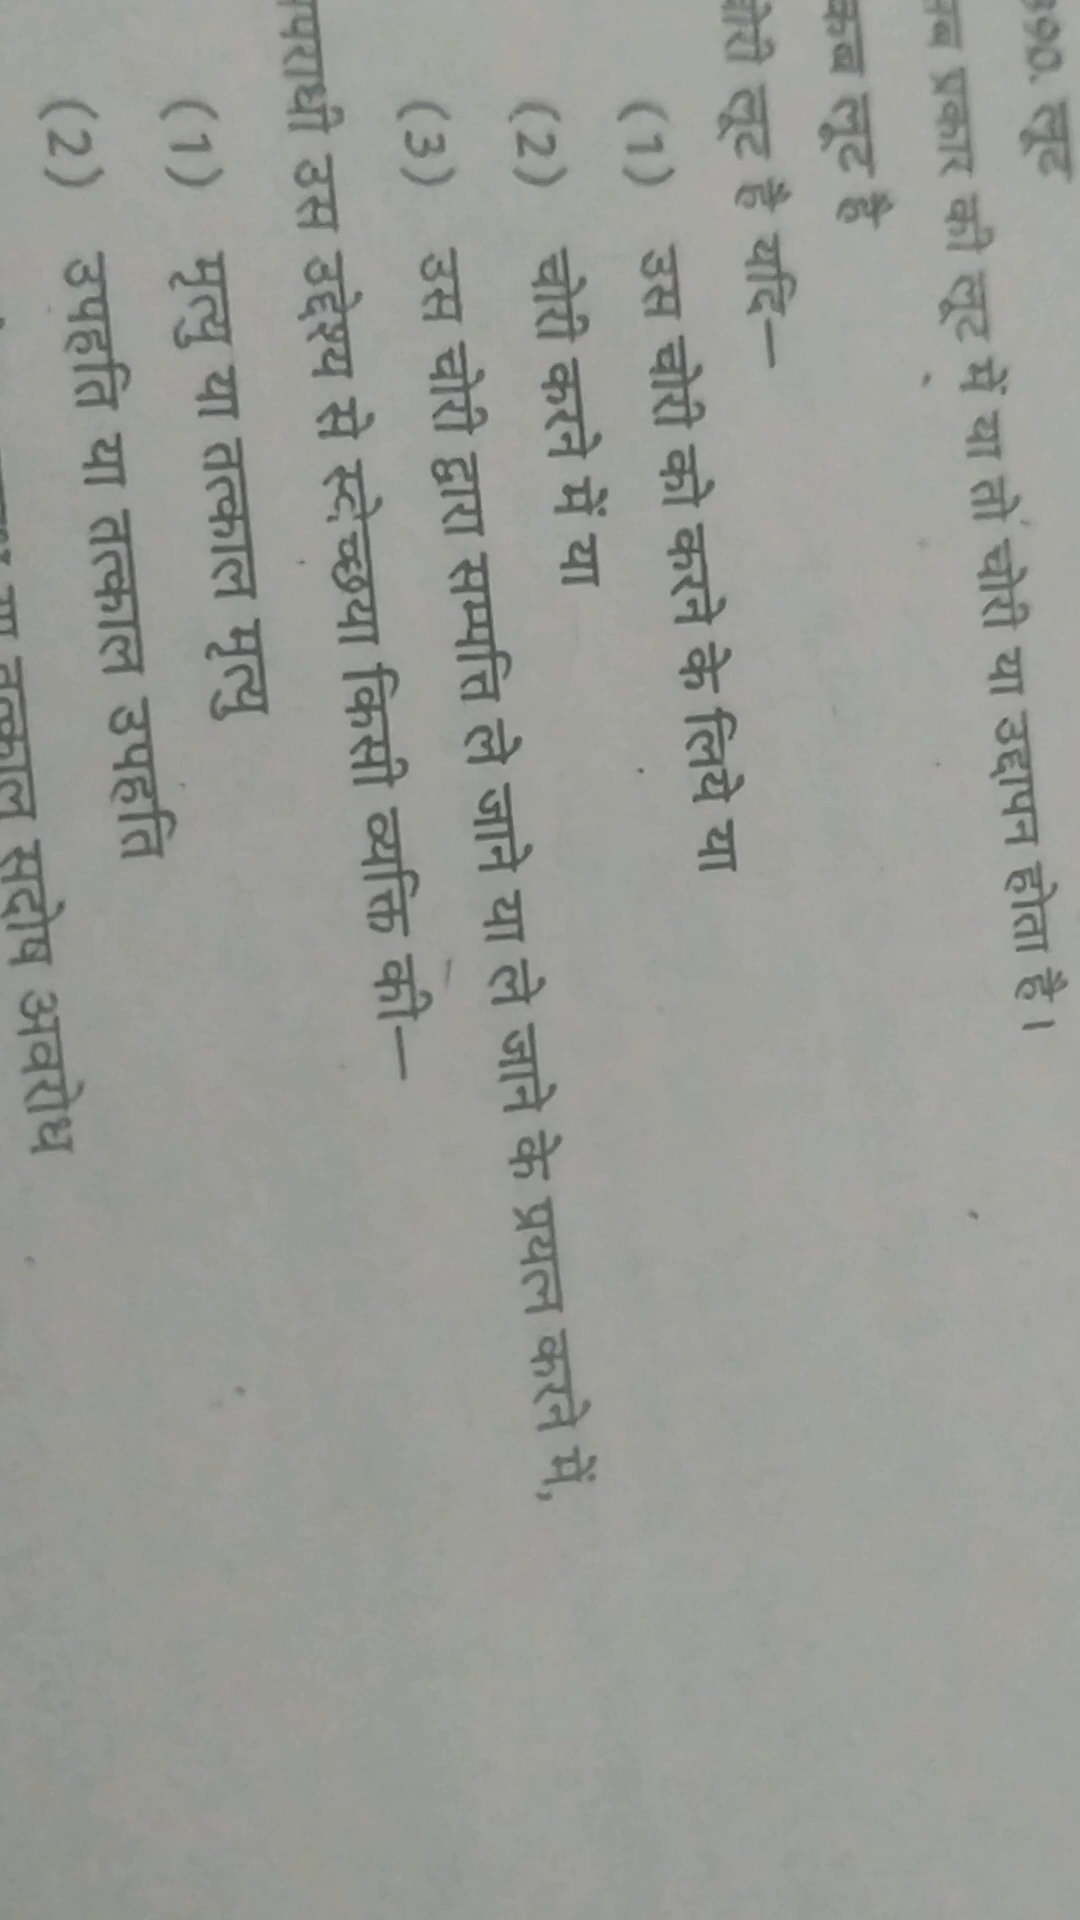 390. लूट
सब प्रकार की लूट में या तो चोरी या उद्दापन होता है।
कब लूट है
चोरी लूट है यदि—
(1) उस चोरी को करने के लिये या
(2) चोरी करने में या
(3) उस चोरी द्वारा सम्पत्ति ले जाने या ले जाने के प्रयत्न करने में,
अपराधी उस उद्देश्य से स्वेच्छया किसी व्यक्ति की—
(1) मृत्यु या तत्काल मृत्यु
(2) उपहति या तत्काल उपहति
या तत्काल सदोष अवरोध